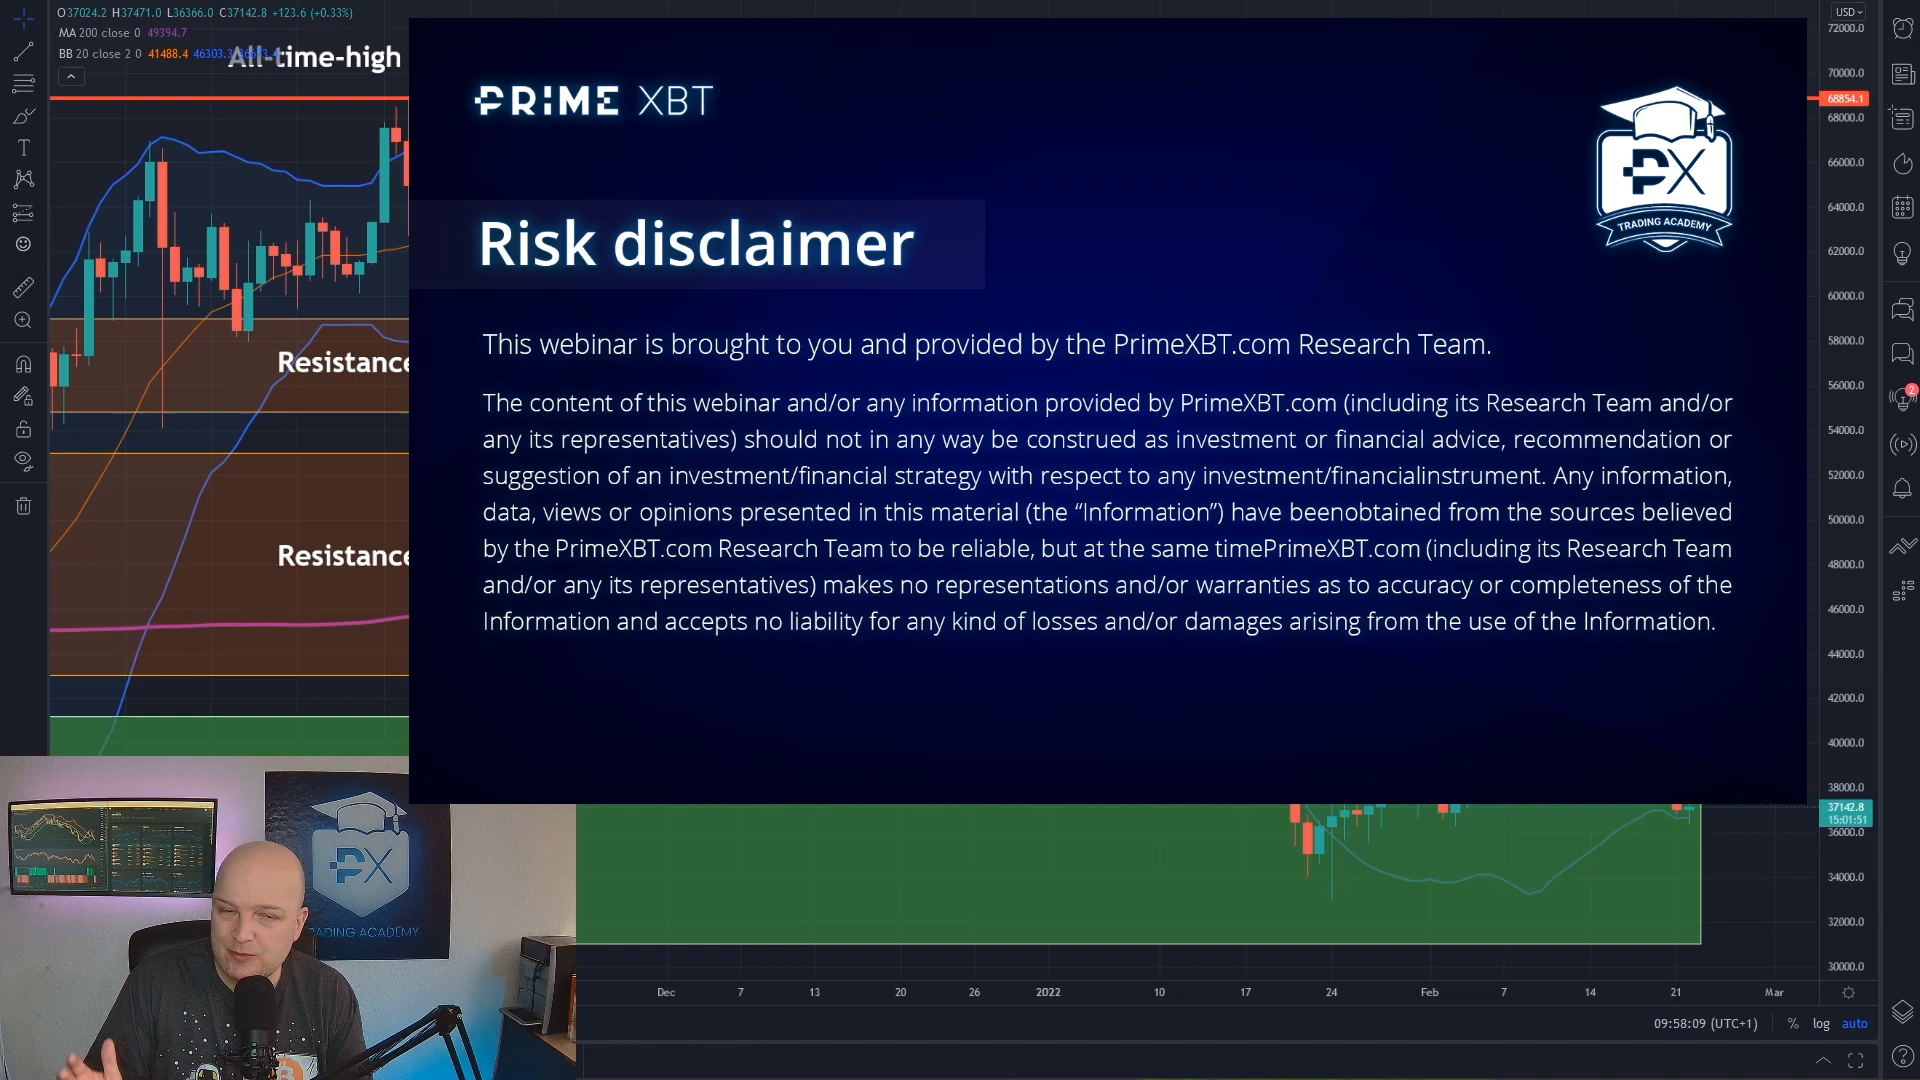 O37024.2 H37471.0 L36366.0 C37142.8 +123.6 (+0.33%)
MA 200 close 0 49394.7
BB 20 close 2 0 41488.4
All-time-high
Resistance
Resistance
PRIME XBT
PX
TRADING ACADEMY
Risk disclaimer
This webinar is brought to you and provided by the PrimeXBT.com Research Team.
The content of this webinar and/or any information provided by PrimeXBT.com (including its Research Team and/or
any its representatives) should not in any way be construed as investment or financial advice, recommendation or
suggestion of an investment/financial strategy with respect to any investment/financialinstrument. Any information,
data, views or opinions presented in this material (the “Information”) have beenobtained from the sources believed
by the PrimeXBT.com Research Team to be reliable, but at the same timePrimeXBT.com (including its Research Team
and/or any its representatives) makes no representations and/or warranties as to accuracy or completeness of the
Information and accepts no liability for any kind of losses and/or damages arising from the use of the Information.
USD
72000.0
70000.0
68854.1
68000.0
66000.0
64000.0
62000.0
60000.0
58000.0
56000.0
54000.0
52000.0
50000.0
48000.0
46000.0
44000.0
42000.0
40000.0
38000.0
37142.8
15:01:51
36000.0
34000.0
32000.0
30000.0
2
PX
ADING ACADEMY
Dec 7 13 20 26 2022 10 17 24 Feb 7 14 21 Mar
09:58:09 (UTC+1) % log auto